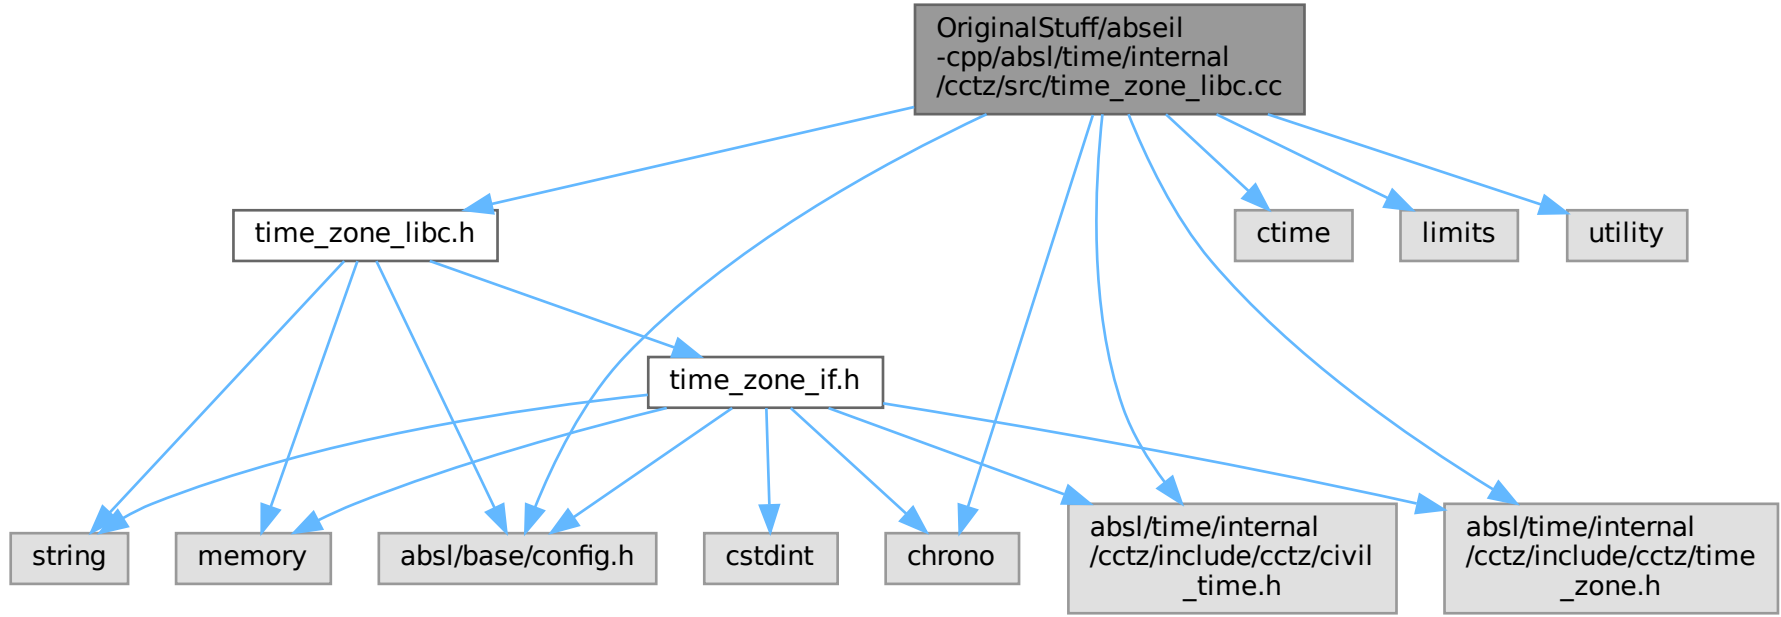 OriginalStuff/abseil
-cpp/absl/time/internal
/cctz/src/time_zone_libc.cc
time_zone_libc.h
ctime
limits
utility
time_zone_if.h
string
memory
absl/base/config.h
cstdint
chrono
absl/time/internal
/cctz/include/cctz/civil
_time.h
absl/time/internal
/cctz/include/cctz/time
_zone.h